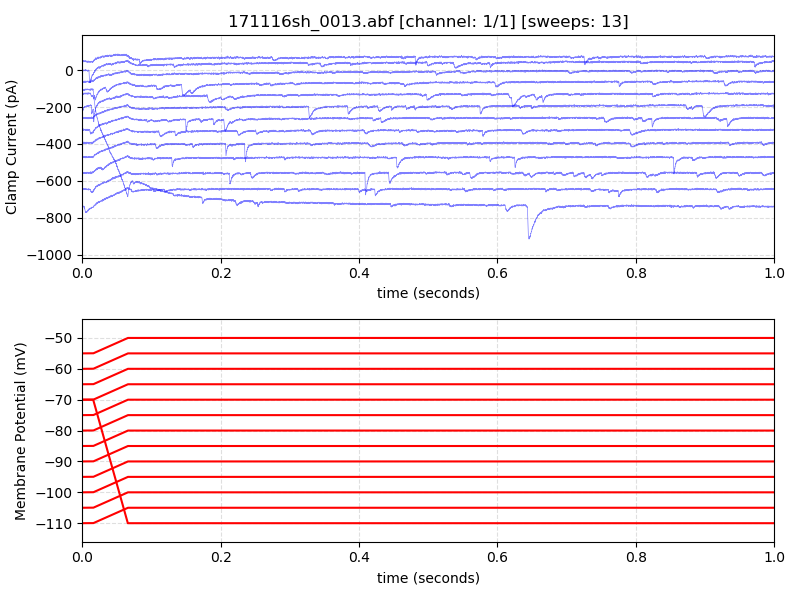 171116sh_0013.abf [channel: 1/1] [sweeps: 13]
Clamp Current (pA)
0
−200
−400
−600
−800
−1000
0.0 0.2 0.4 0.6 0.8 1.0
time (seconds)
Membrane Potential (mV)
−50
−60
−70
−80
−90
−100
−110
0.0 0.2 0.4 0.6 0.8 1.0
time (seconds)